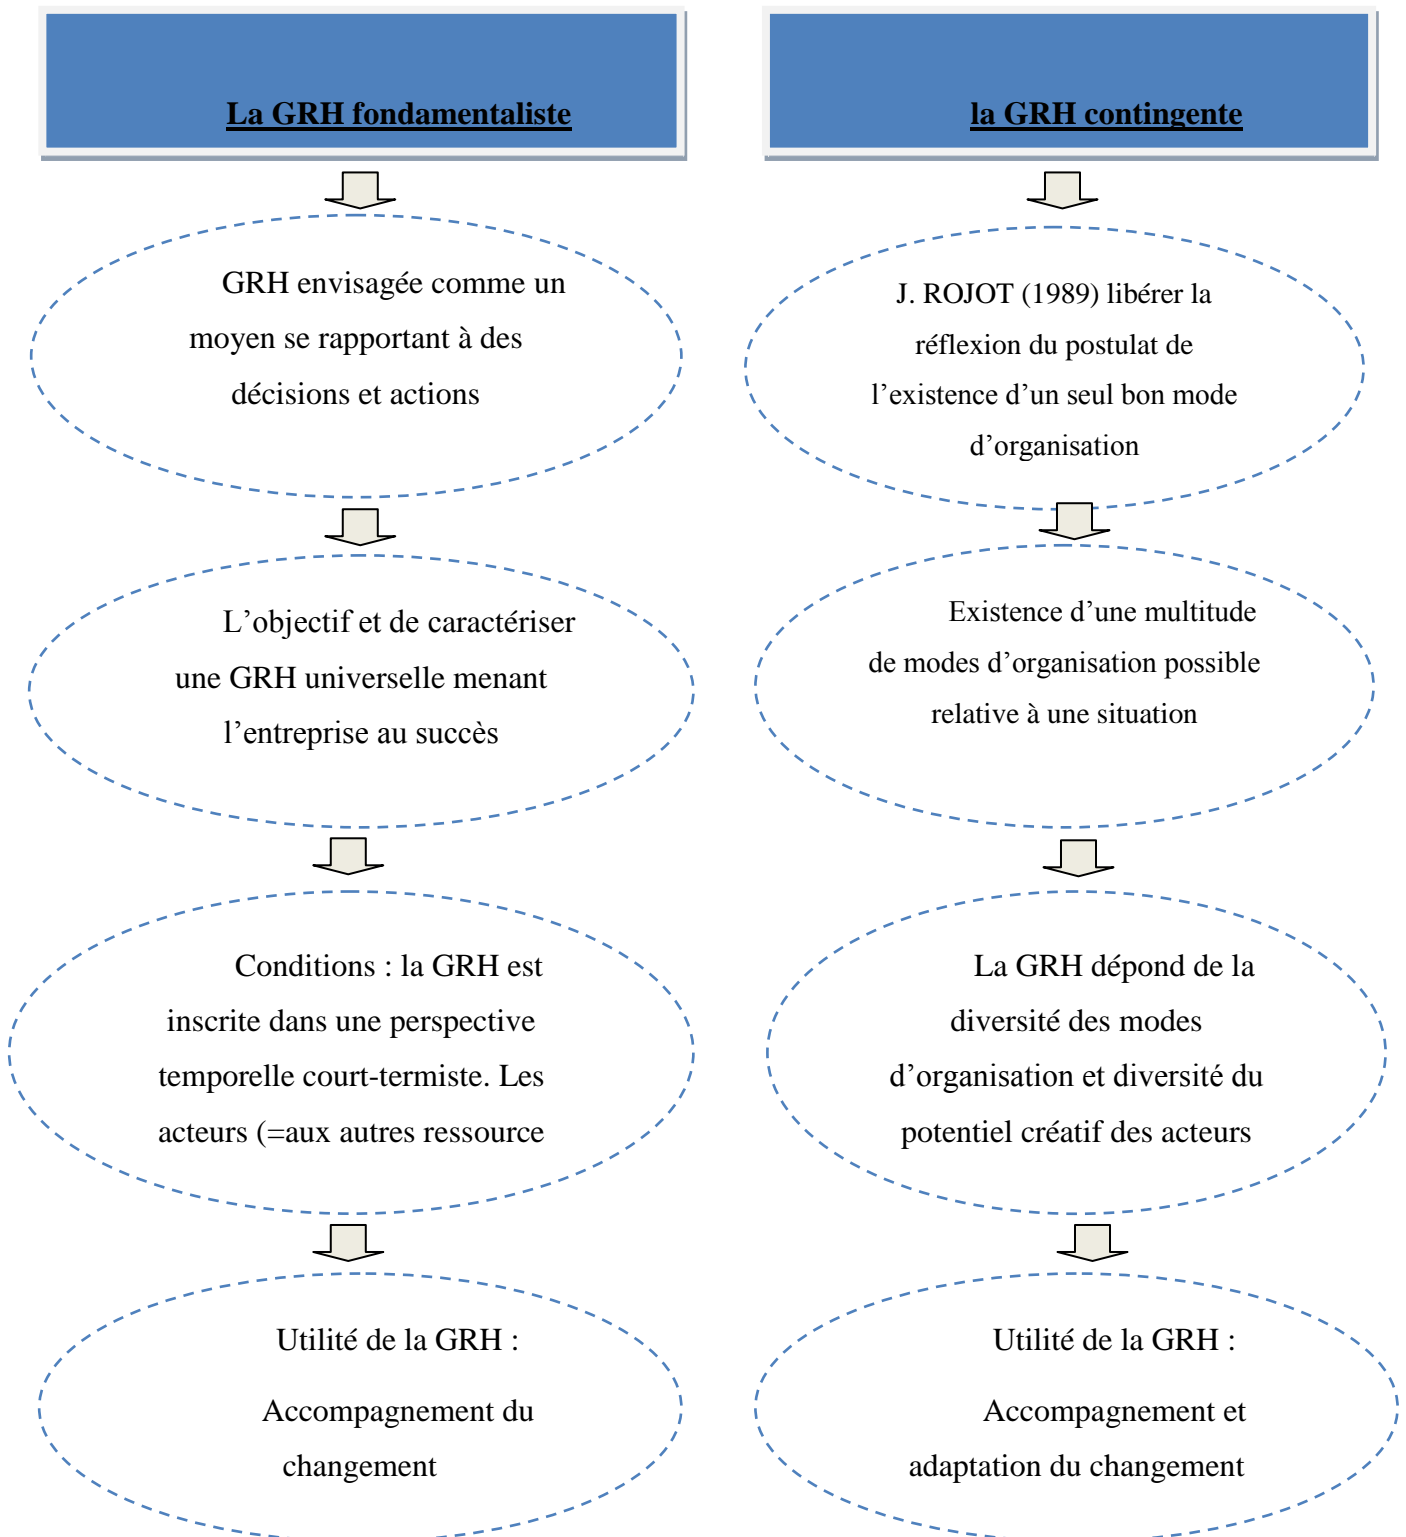 La GRH fondamentaliste
GRH envisagée comme un
moyen se rapportant à des
décisions et actions
L’objectif et de caractériser
une GRH universelle menant
l’entreprise au succès
Conditions : la GRH est
inscrite dans une perspective
temporelle court-termiste. Les
acteurs (=aux autres ressource
Utilité de la GRH :
Accompagnement du
changement
la GRH contingente
J. ROJOT (1989) libérer la
réflexion du postulat de
l’existence d’un seul bon mode
d’organisation
Existence d’une multitude
de modes d’organisation possible
relative à une situation
La GRH dépond de la
diversité des modes
d’organisation et diversité du
potentiel créatif des acteurs
Utilité de la GRH :
Accompagnement et
adaptation du changement